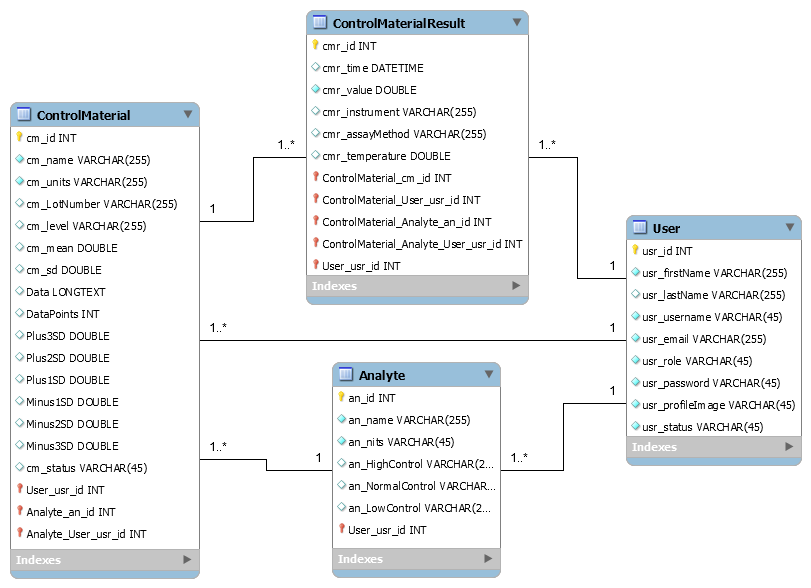 ControlMaterialResult
cmr_id INT
cmr_time DATETIME
cmr_value DOUBLE
cmr_instrument VARCHAR(255)
cmr_assayMethod VARCHAR(255)
cmr_temperature DOUBLE
ControlMaterial_cm_id INT
ControlMaterial_User_usr_id INT
ControlMaterial_Analyte_an_id INT
ControlMaterial_Analyte_User_usr_id INT
User_usr_id INT
Indexes
ControlMaterial
cm_id INT
cm_name VARCHAR(255)
cm_units VARCHAR(255)
cm_LotNumber VARCHAR(255)
cm_level VARCHAR(255)
cm_mean DOUBLE
cm_sd DOUBLE
Data LONGTEXT
DataPoints INT
Plus3SD DOUBLE
Plus2SD DOUBLE
Plus1SD DOUBLE
Minus1SD DOUBLE
Minus2SD DOUBLE
Minus3SD DOUBLE
cm_status VARCHAR(45)
User_usr_id INT
Analyte_an_id INT
Analyte_User_usr_id INT
Indexes
1..*
1
1..*
1
1..*
1
1..*
1
1..*
1
User
usr_id INT
usr_firstName VARCHAR(255)
usr_lastName VARCHAR(255)
usr_username VARCHAR(45)
usr_email VARCHAR(255)
usr_role VARCHAR(45)
usr_password VARCHAR(45)
usr_profileImage VARCHAR(45)
usr_status VARCHAR(45)
Indexes
Analyte
an_id INT
an_name VARCHAR(255)
an_nits VARCHAR(45)
an_HighControl VARCHAR(2...
an_NormalControl VARCHAR...
an_LowControl VARCHAR(2...
User_usr_id INT
Indexes